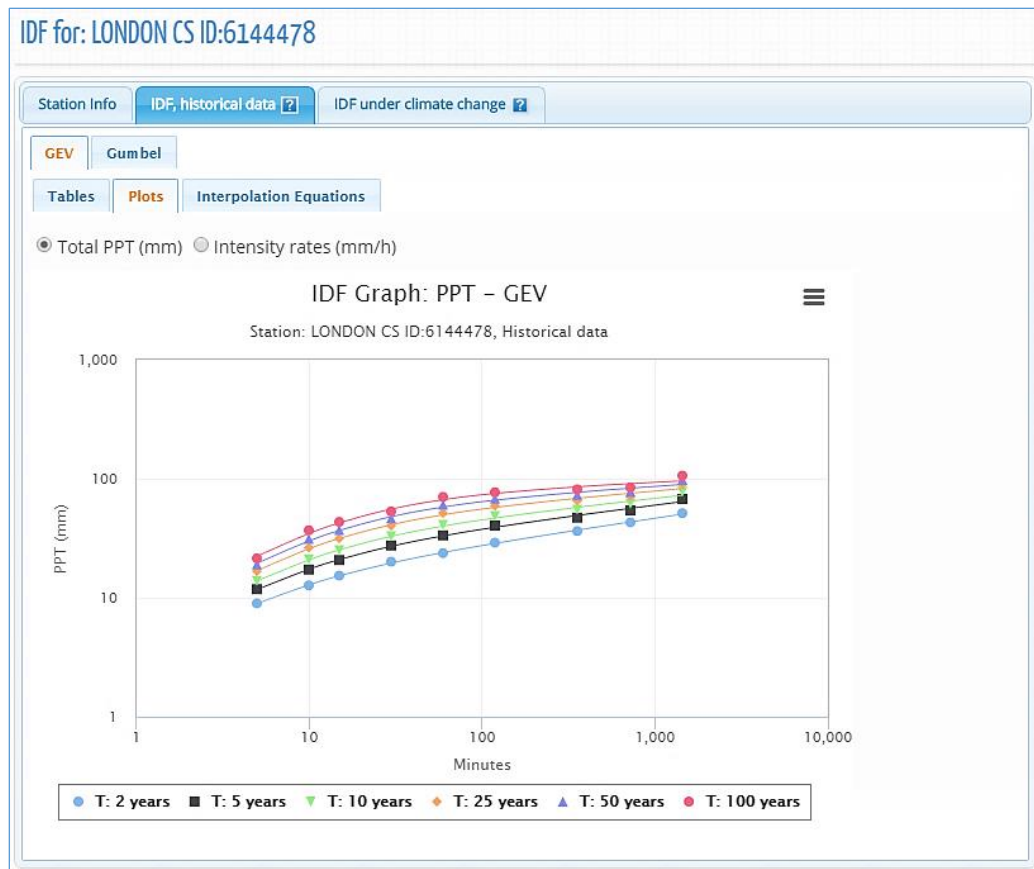 IDF for: LONDON CS ID:6144478
Station Info IDF, historical data ? IDF under climate change ?
GEV Gumbel
Tables Plots Interpolation Equations
Total PPT (mm) Intensity rates (mm/h)
IDF Graph: PPT – GEV
Station: LONDON CS ID:6144478, Historical data
1,000
100
10
1
PPT (mm)
1 10 100 1,000 10,000
Minutes
T: 2 years T: 5 years T: 10 years T: 25 years T: 50 years T: 100 years